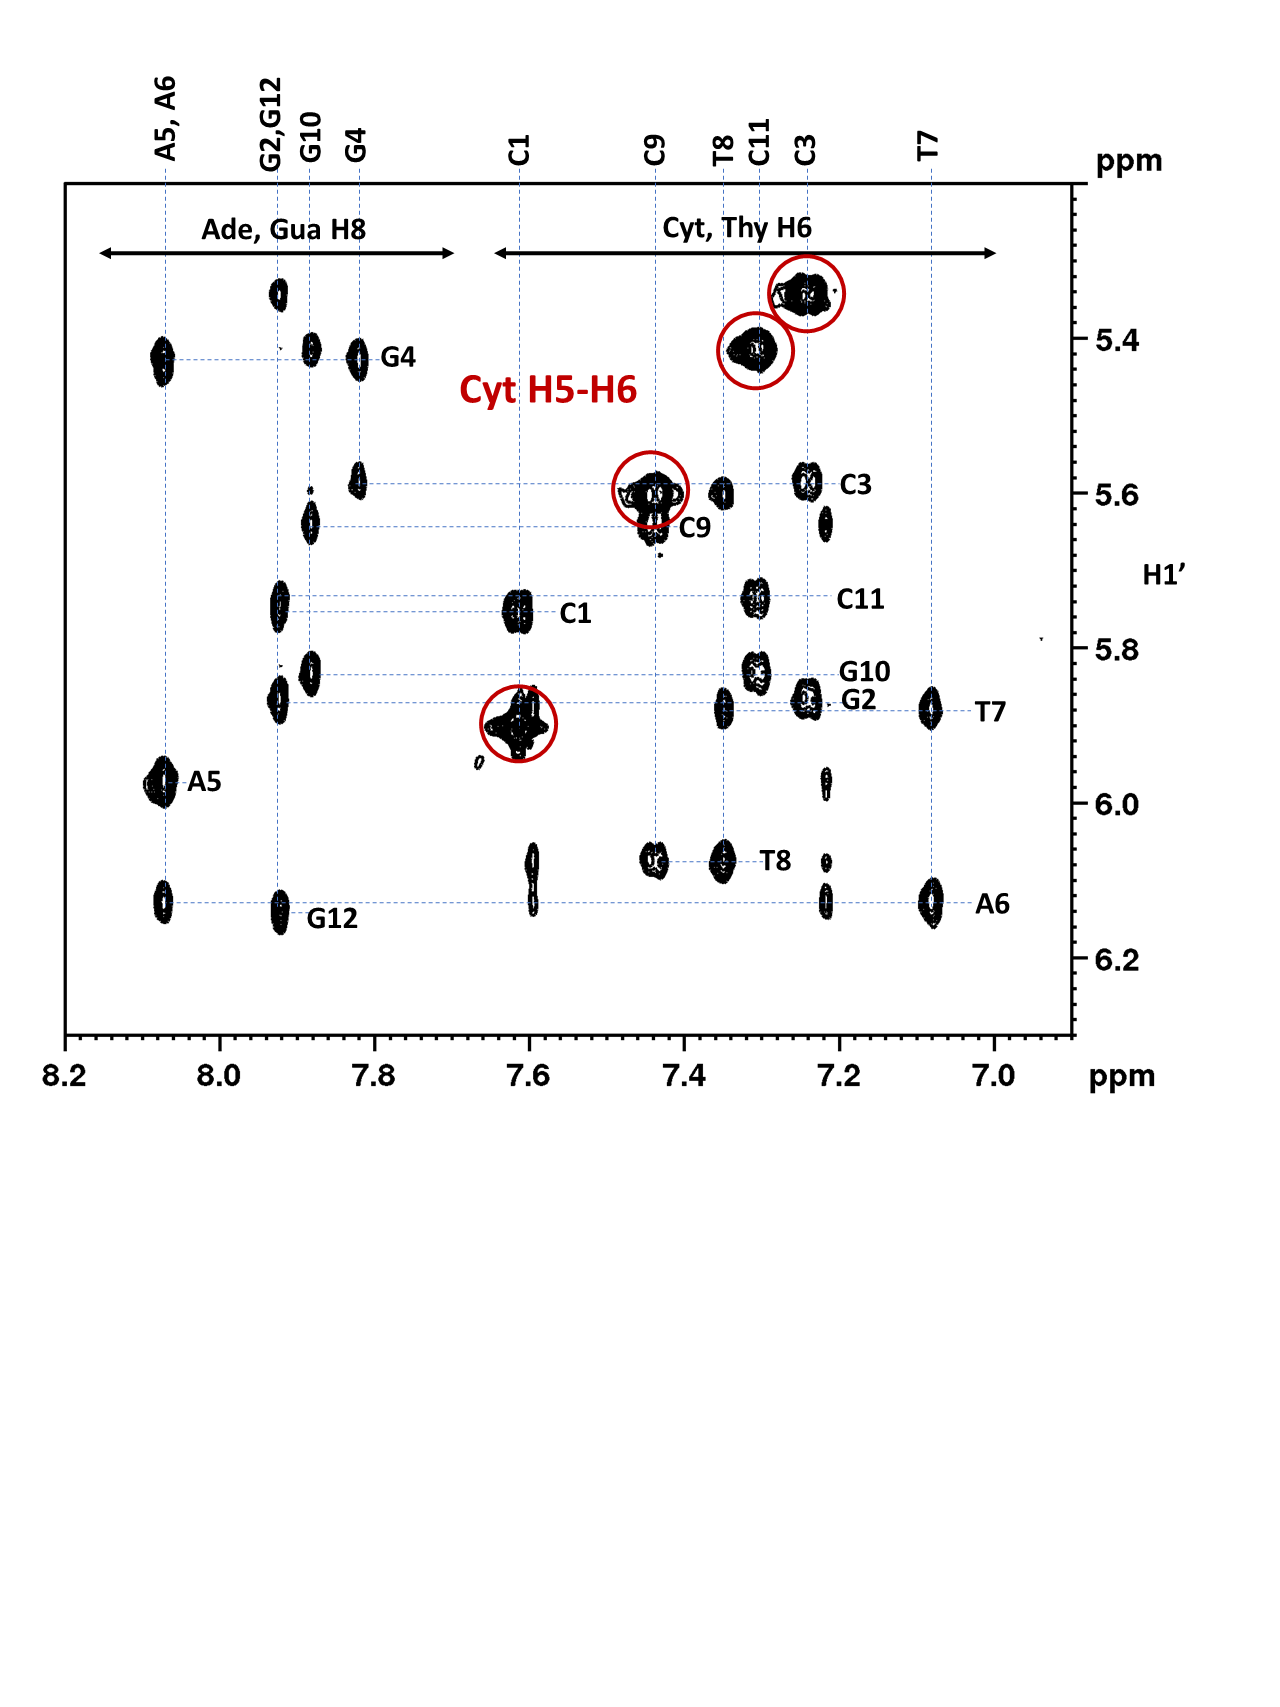 A5, A6
G2,G12
G10
G4
C1
C9
T8
C11
C3
T7
ppm
Ade, Gua H8
Cyt, Thy H6
5.4
G4
Cyt H5-H6
C3
5.6
C9
H1’
C11
C1
5.8
G10
G2
T7
A5
6.0
T8
A6
G12
6.2
8.2
8.0
7.8
7.6
7.4
7.2
7.0
ppm